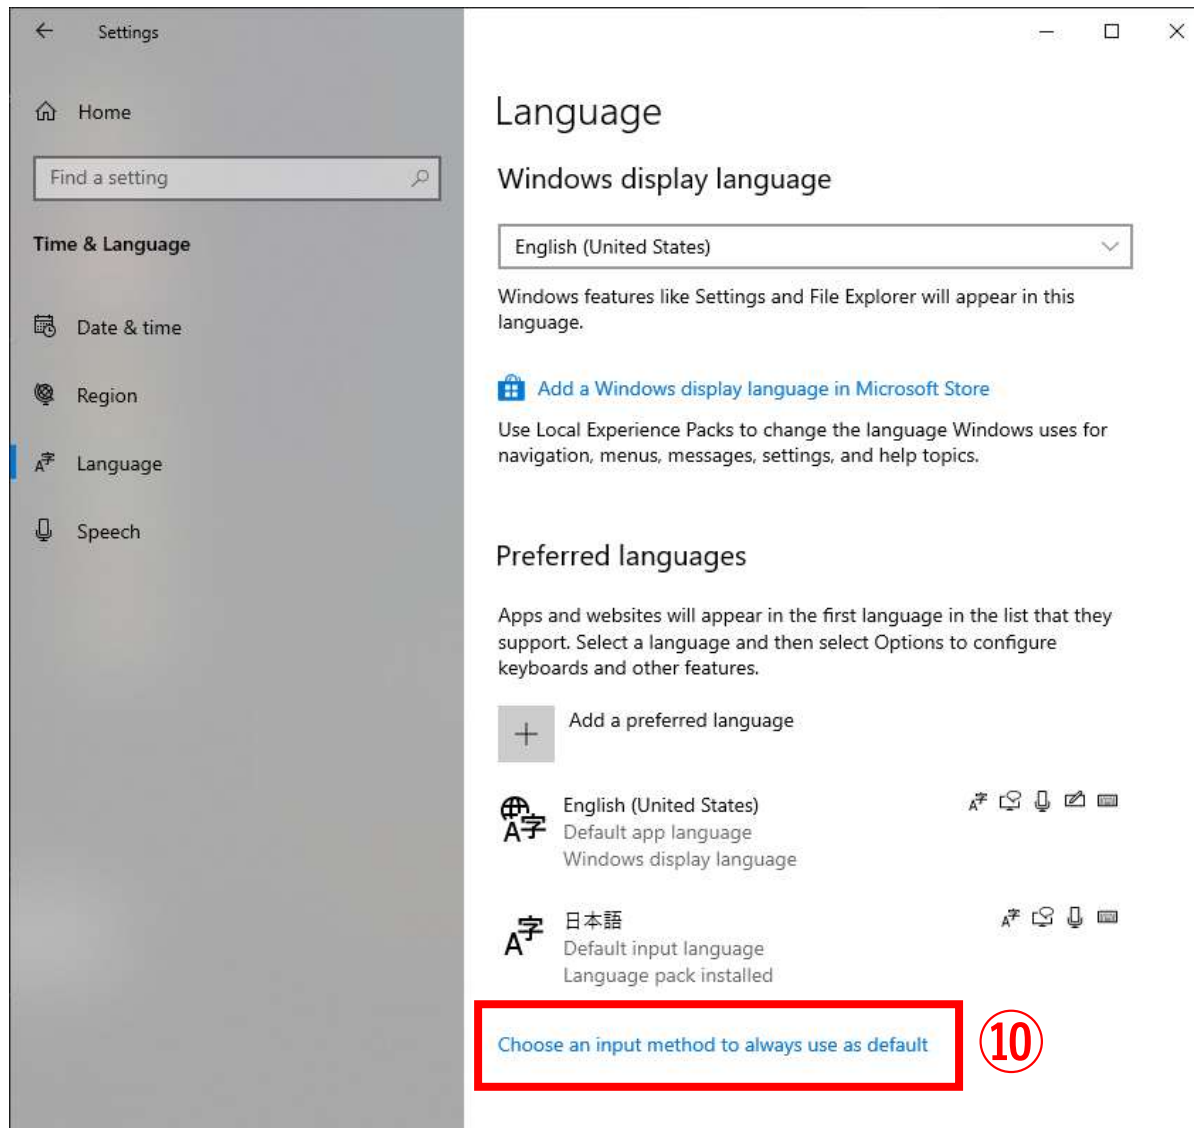 Settings
Home
Find a setting
Time & Language
Date & time
Region
Language
Speech
Language
Windows display language
English (United States)
Windows features like Settings and File Explorer will appear in this
language.
Add a Windows display language in Microsoft Store
Use Local Experience Packs to change the language Windows uses for
navigation, menus, messages, settings, and help topics.
Preferred languages
Apps and websites will appear in the first language in the list that they
support. Select a language and then select Options to configure
keyboards and other features.
Add a preferred language
English (United States)
Default app language
Windows display language
日本語
Default input language
Language pack installed
Choose an input method to always use as default ⑩